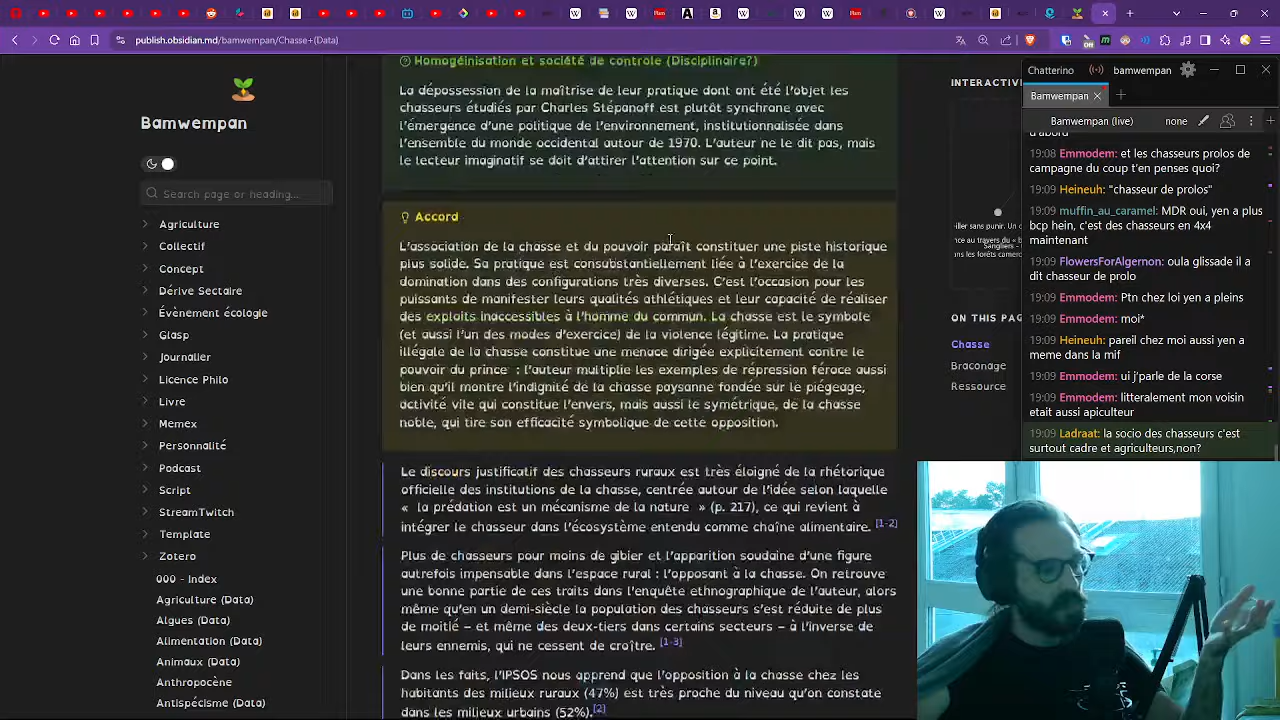 publish.obsidian.md/bamwempan/Chasse+(Data)
Bamwempan
Search page or heading...
Agriculture
Collectif
Concept
Dérive Sectaire
Évènement écologie
Glasp
Journalier
Licence Philo
Livre
Memex
Personnalité
Podcast
Script
StreamTwitch
Template
Zotero
000 - Index
Agriculture (Data)
Algues (Data)
Alimentation (Data)
Animaux (Data)
Anthropocène
Antispécisme (Data)
Homogéinisation et société de controle (Disciplinaire?)
La dépossession de la maîtrise de leur pratique dont ont été l'objet les
chasseurs étudiés par Charles Stépanoff est plutôt synchrone avec
l'émergence d'une politique de l'environnement, institutionnalisée dans
l'ensemble du monde occidental autour de 1970. L'auteur ne le dit pas, mais
le lecteur imaginatif se doit d'attirer l'attention sur ce point.
Accord
L'association de la chasse et du pouvoir paraît constituer une piste historique
plus solide. Sa pratique est consubstantiellement liée à l'exercice de la
domination dans des configurations très diverses. C'est l'occasion pour les
puissants de manifester leurs qualités athlétiques et leur capacité de réaliser
des exploits inaccessibles à l'homme du commun. La chasse est le symbole
(et aussi l'un des modes d'exercice) de la violence légitime. La pratique
illégale de la chasse constitue une menace dirigée explicitement contre le
pouvoir du prince : l'auteur multiplie les exemples de répression féroce aussi
bien qu'il montre l'indignité de la chasse paysanne fondée sur le piégeage,
activité vile qui constitue l'envers, mais aussi le symétrique, de la chasse
noble, qui tire son efficacité symbolique de cette opposition.
Le discours justificatif des chasseurs ruraux est très éloigné de la rhétorique
officielle des institutions de la chasse, centrée autour de l'idée selon laquelle
« la prédation est un mécanisme de la nature » (p. 217), ce qui revient à
intégrer le chasseur dans l'écosystème entendu comme chaîne alimentaire. [1-2]
Plus de chasseurs pour moins de gibier et l'apparition soudaine d'une figure
autrefois impensable dans l'espace rural : l'opposant à la chasse. On retrouve
une bonne partie de ces traits dans l'enquête ethnographique de l'auteur, alors
même qu'en un demi-siècle la population des chasseurs s'est réduite de plus
de moitié – et même des deux-tiers dans certains secteurs – à l'inverse de
leurs ennemis, qui ne cessent de croître. [1-3]
Dans les faits, l'IPSOS nous apprend que l'opposition à la chasse chez les
habitants des milieux ruraux (47%) est très proche du niveau qu'on constate
dans les milieux urbains (52%). [2]
INTERACTIV
ON THIS PAG
Chasse
Braconage
Ressource
Chatterino
bamwempan
Bamwempan
Bamwempan (live)
none
d'abord
19:08 Emmodem: et les chasseurs prolos de
campagne du coup t'en penses quoi?
19:09 Heineuh: "chasseur de prolos"
19:09 muffin_au_caramel: MDR oui, yen a plus
bcp hein, c'est des chasseurs en 4x4
maintenant
19:09 FlowersForAlgernon: oula glissade il a
dit chasseur de prolo
19:09 Emmodem: Ptn chez loi yen a pleins
19:09 Emmodem: moi*
19:09 Heineuh: pareil chez moi aussi yen a
meme dans la mif
19:09 Emmodem: ui j'parle de la corse
19:09 Emmodem: litteralement mon voisin
etait aussi apiculteur
19:09 Ladraat: la socio des chasseurs c'est
surtout cadre et agriculteurs,non?